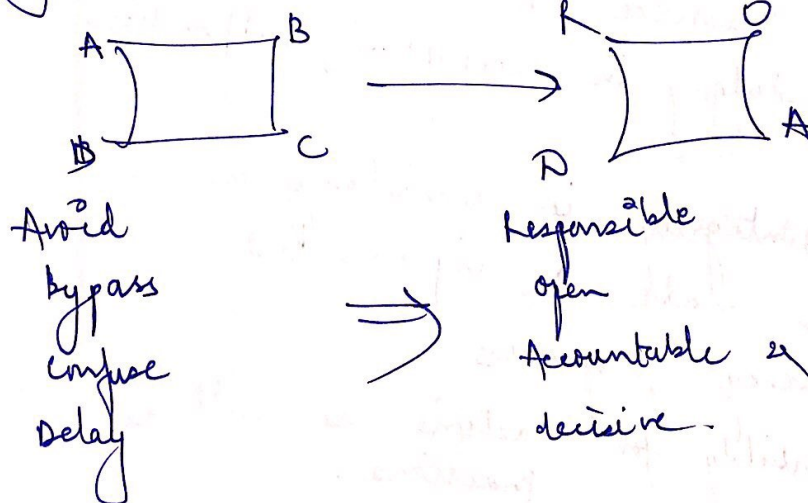 A B
D C
R O
D A
Avoid
bypass
confuse
Delay
Responsible
open
Accountable &
decisive.